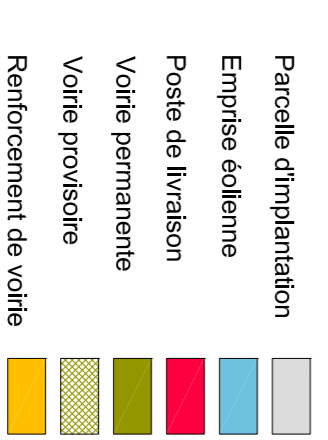 Parcelle d'implantation
Emprise éolienne
Poste de livraison
Voirie permanente
Voirie provisoire
Renforcement de voirie